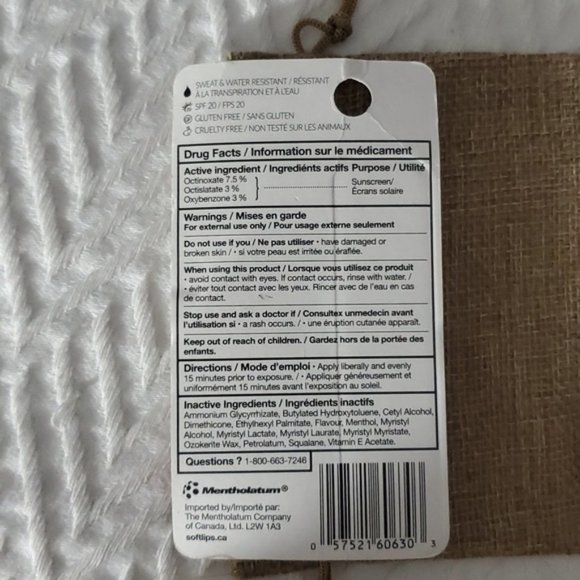 SWEAT & WATER RESISTANT / RÉSISTANT
À LA TRANSPIRATION ET À L'EAU
SPF 20 / FPS 20
GLUTEN FREE / SANS GLUTEN
CRUELTY FREE / NON TESTÉ SUR LES ANIMAUX
Drug Facts / Information sur le médicament
Active ingredient / Ingrediénts actifs Purpose / Utilité
Octinoxate 7.5 %
Octislatate 3 %
Oxybenzone 3 %
Sunscreen/
Écrans solaire
Warnings / Mises en garde
For external use only / Pour usage externe seulement
Do not use if you / Ne pas utiliser • have damaged or
broken skin / • si votre peau est irritée ou éraflée.
When using this product / Lorsque vous utilisez ce produit
• avoid contact with eyes. If contact occurs, rinse with water. /
• éviter tout contact avec les yeux. Rincer avec de l'eau en cas
de contact.
Stop use and ask a doctor if / Consultex unmedecin avant
l'utilisation si • a rash occurs. / • une éruption cutanée apparaît.
Keep out of reach of children. / Gardez hors de la portée des
enfants.
Directions / Mode d'emploi • Apply liberally and evenly
15 minutes prior to exposure. / • Appliquer généreusement et
uniformément 15 minutes avant l'exposition au soleil.
Inactive Ingredients / Ingrédients inactifs
Ammonium Glycyrrhizate, Butylated Hydroxytoluene, Cetyl Alcohol,
Dimethicone, Ethylhexyl Palmitate, Flavour, Menthol, Myristyl
Alcohol, Myristyl Lactate, Myristyl Laurate, Myristyl Myristate,
Ozokerite Wax, Petrolatum, Squalane, Vitamin E Acetate.
Questions ? 1-800-663-7246
Mentholatum®
Imported by/Importé par:
The Mentholatum Company
of Canada, Ltd. L2W 1A3
softlips.ca
0 57521 60630 3